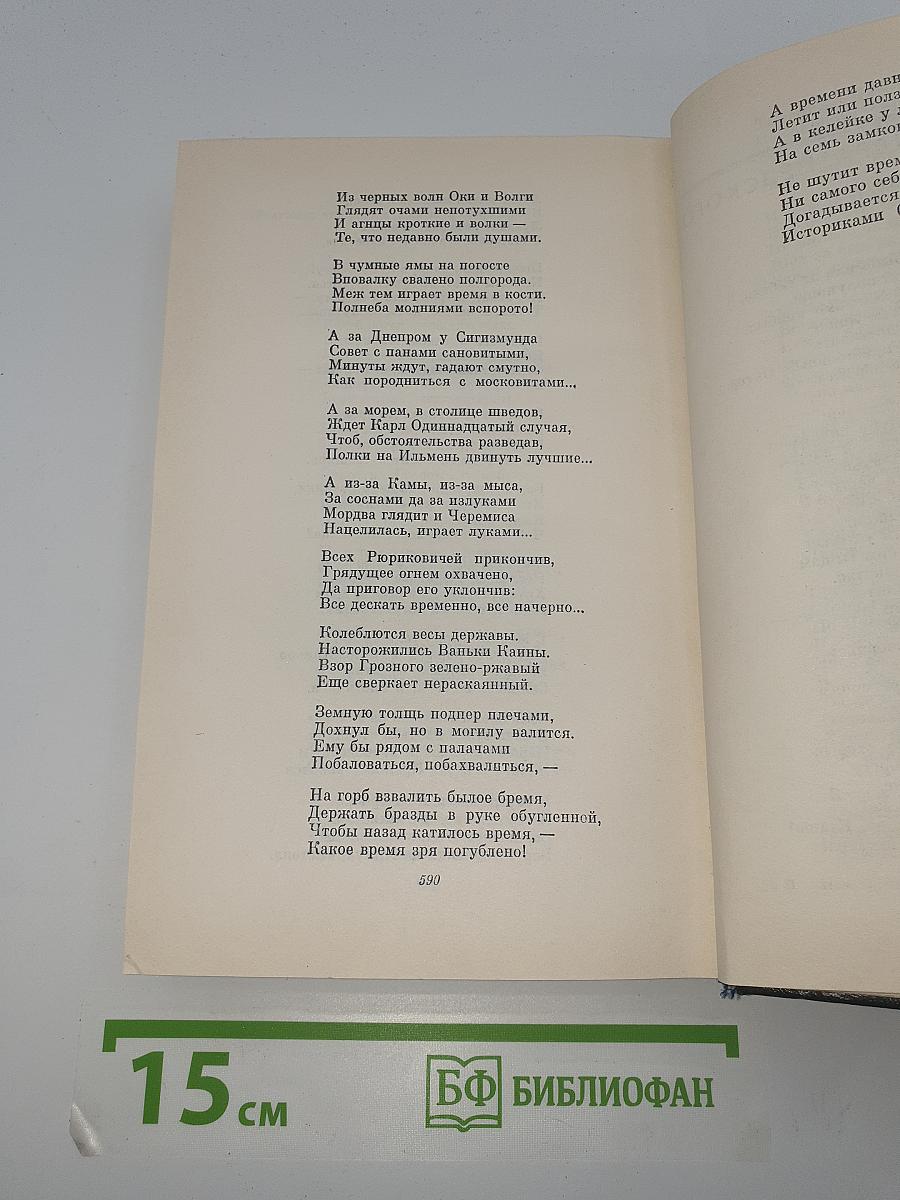 Из черных волн Оки и Волги
Глядят очами непотухшими
И агнцы кроткие и волки —
Те, что недавно были душами.
В чумные ямы на погосте
Вповалку свалено полгорода.
Меж тем играет время в кости.
Полнеба молниями вспорото!
А за Днепром у Сигизмунда
Совет с панами сановитыми,
Минуты ждут, гадают смутно,
Как породниться с московитами...
А за морем, в столице шведов,
Ждет Карл Одиннадцатый случая,
Чтоб, обстоятельства разведав,
Полки на Ильмень двинуть лучшие...
А из-за Камы, из-за мыса,
За соснами да за излуками
Мордва глядит и Черемиса
Нацелилась, играет луками...
Всех Рюриковичей прикончив,
Грядущее огнем охвачено,
Да приговор его уклончив:
Все дескать временно, все начерно...
Колеблются весы державы.
Насторожились Ваньки Каины.
Взор Грозного зелено-ржавый
Еще сверкает нераскаянный.
Земную толщь подпер плечами,
Дохнул бы, но в могилу валится.
Ему бы рядом с палачами
Побаловаться, побахвалиться, —
На горб взвалить былое бремя,
Держать бразды в руке обугленной,
Чтобы назад катилось время, —
Какое время зря погублено!
590
А времени
Летит или
А в келейке у
На семь
Не шутит
Ни самого
Догадывается
Историками
15 см
БФ БИБЛИОФАН